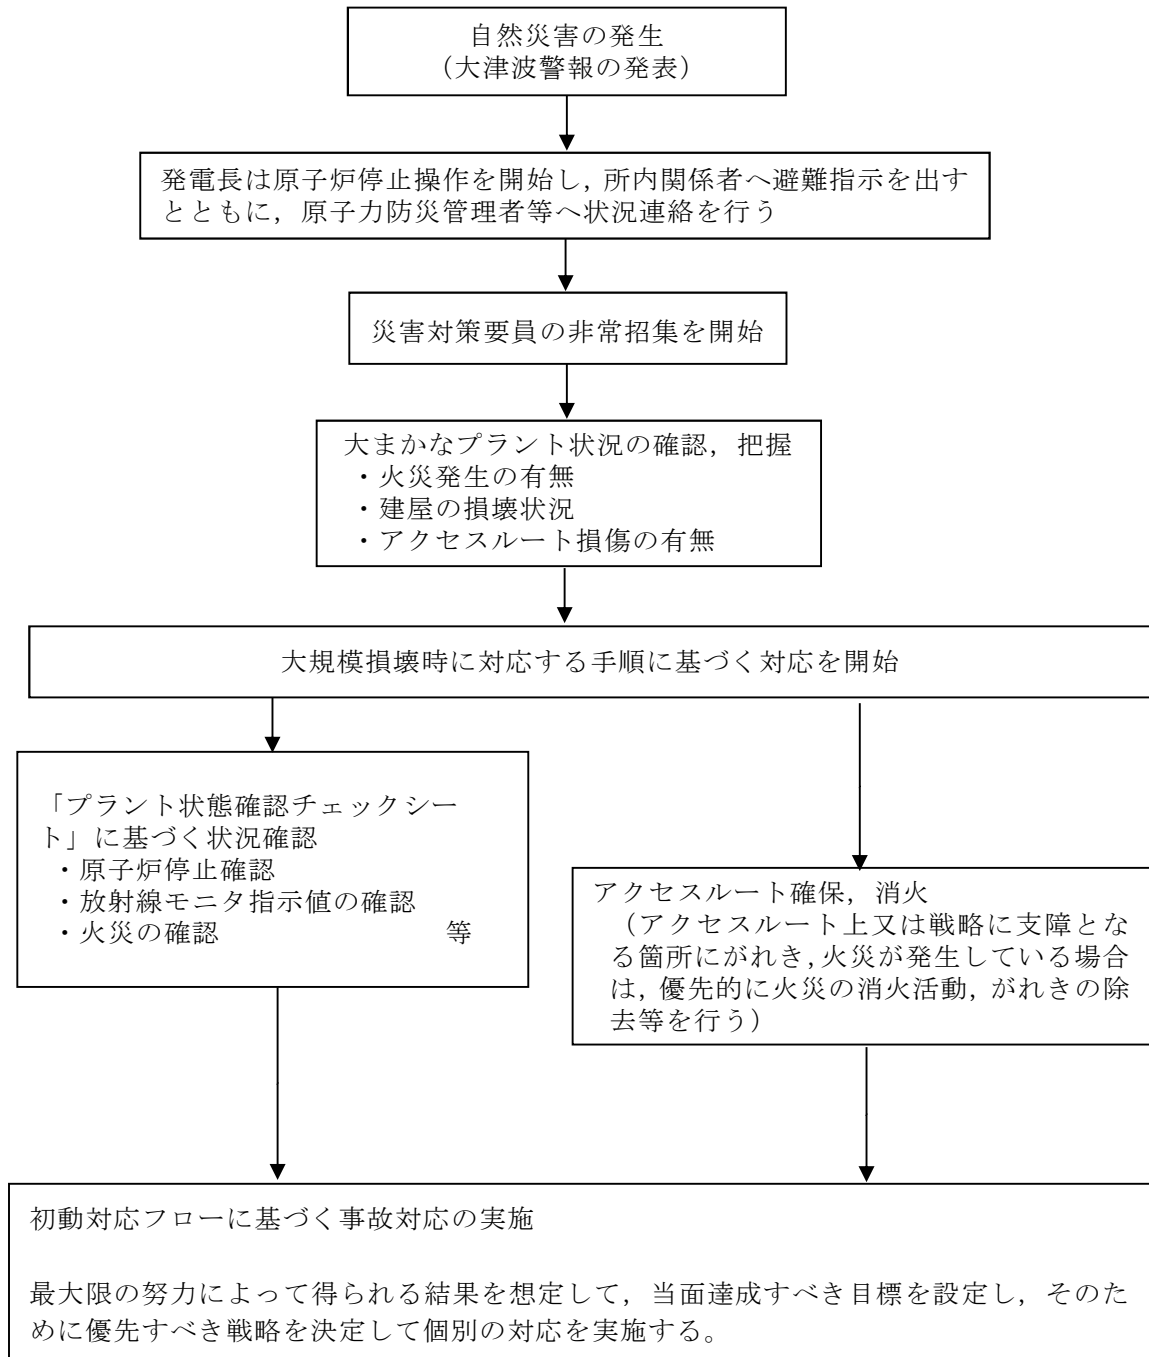 自然災害の発生
（大津波警報の発表）
発電長は原子炉停止操作を開始し，所内関係者へ避難指示を出す
とともに，原子力防災管理者等へ状況連絡を行う
災害対策要員の非常招集を開始
大まかなプラント状況の確認，把握
・火災発生の有無
・建屋の損壊状況
・アクセスルート損傷の有無
大規模損壊時に対応する手順に基づく対応を開始
「プラント状態確認チェックシー
ト」に基づく状況確認
・原子炉停止確認
・放射線モニタ指示値の確認
・火災の確認　　　　　　　　　等
アクセスルート確保，消火
（アクセスルート上又は戦略に支障とな
る箇所にがれき，火災が発生している場合
は，優先的に火災の消火活動，がれきの除
去等を行う）
初動対応フローに基づく事故対応の実施
最大限の努力によって得られる結果を想定して，当面達成すべき目標を設定し，そのた
めに優先すべき戦略を決定して個別の対応を実施する。